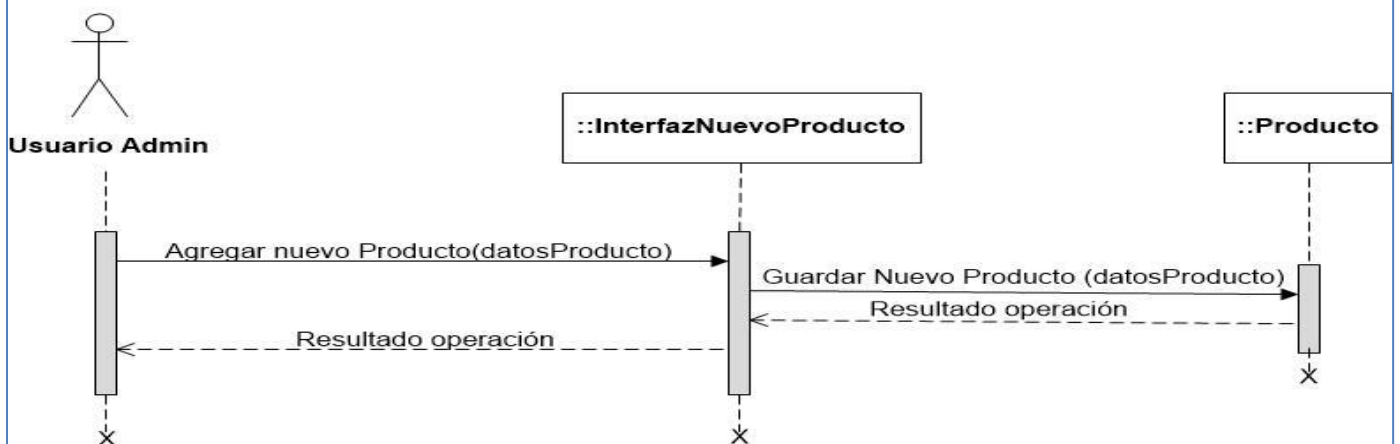 ::InterfazNuevoProducto
::Producto
Usuario Admin
Agregar nuevo Producto(datosProducto)
Guardar Nuevo Producto (datosProducto)
Resultado operación
Resultado operación